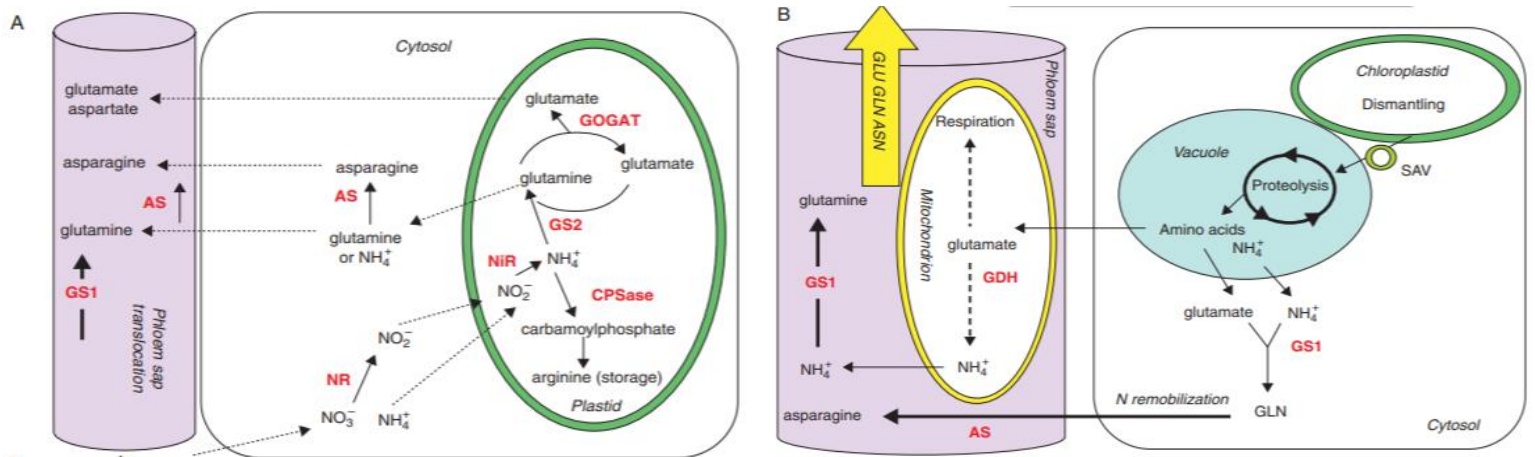 A
Cytosol
glutamate
aspartate
glutamate
GOGAT
asparagine
asparagine
glutamate
glutamine
AS
AS
glutamine
glutamine
or NH₄⁺
GS2
NiR
NH₄⁺
GS1
NO₂⁻
CPSase
Phloem sap
translocation
NO₂⁻
carbamoylphosphate
NR
arginine (storage)
NO₃⁻
NH₄⁺
Plastid
B
GLU GLN ASN
Phloem sap
Chloroplastid
Dismantling
Respiration
Vacuole
SAV
Proteolysis
glutamine
Mitochondrion
Amino acids
NH₄⁺
glutamate
GS1
GDH
glutamate
NH₄⁺
GS1
NH₄⁺
NH₄⁺
N remobilization
GLN
asparagine
AS
Cytosol